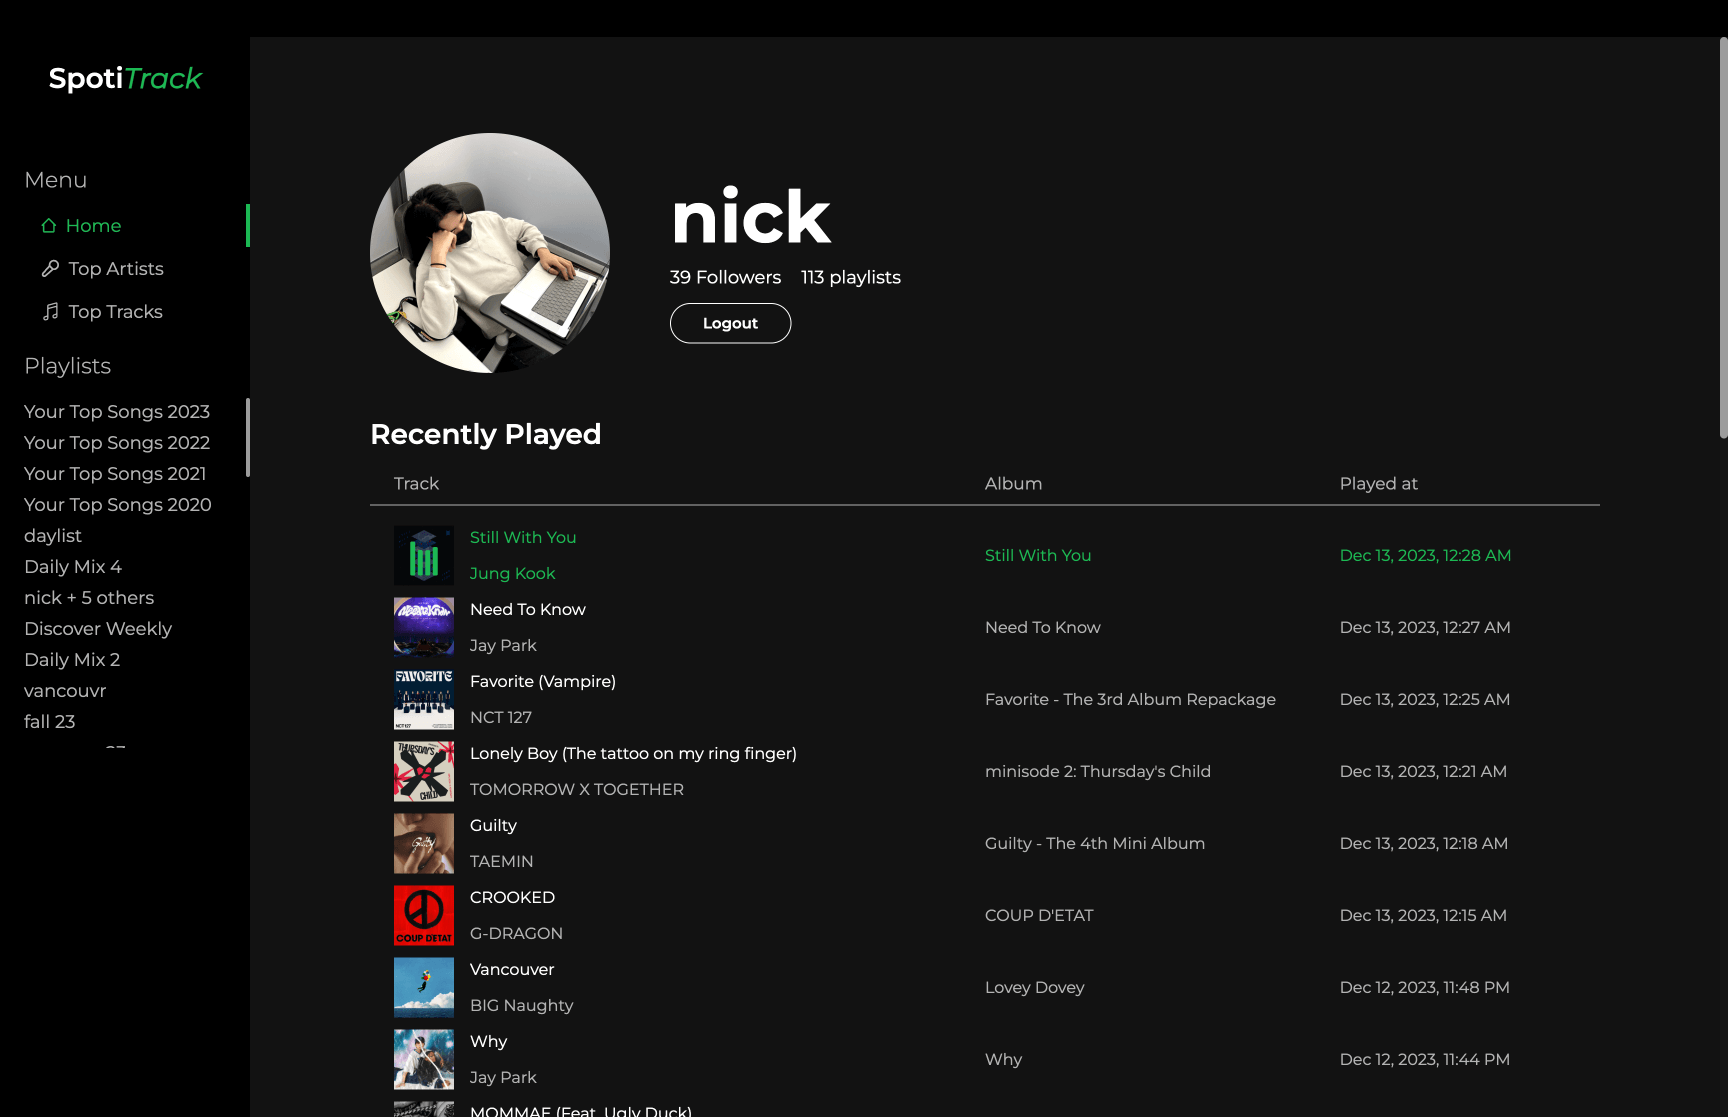 SpotiTrack
Menu
Home
Top Artists
Top Tracks
Playlists
Your Top Songs 2023
Your Top Songs 2022
Your Top Songs 2021
Your Top Songs 2020
daylist
Daily Mix 4
nick + 5 others
Discover Weekly
Daily Mix 2
vancouvr
fall 23
nick
39 Followers 113 playlists
Logout
Recently Played
Track Album Played at
Still With You
Jung Kook
Still With You
Dec 13, 2023, 12:28 AM
Need To Know
Jay Park
Need To Know
Dec 13, 2023, 12:27 AM
FAVORITE
NCT 127
Favorite (Vampire)
NCT 127
Favorite - The 3rd Album Repackage
Dec 13, 2023, 12:25 AM
THURSDAY'S
CHILD
Lonely Boy (The tattoo on my ring finger)
TOMORROW X TOGETHER
minisode 2: Thursday's Child
Dec 13, 2023, 12:21 AM
Guilty
Guilty
TAEMIN
Guilty - The 4th Mini Album
Dec 13, 2023, 12:18 AM
COUP D'ETAT
CROOKED
G-DRAGON
COUP D'ETAT
Dec 13, 2023, 12:15 AM
Vancouver
BIG Naughty
Lovey Dovey
Dec 12, 2023, 11:48 PM
Why
Jay Park
Why
Dec 12, 2023, 11:44 PM
MOMMAE (Feat. Ugly Duck)